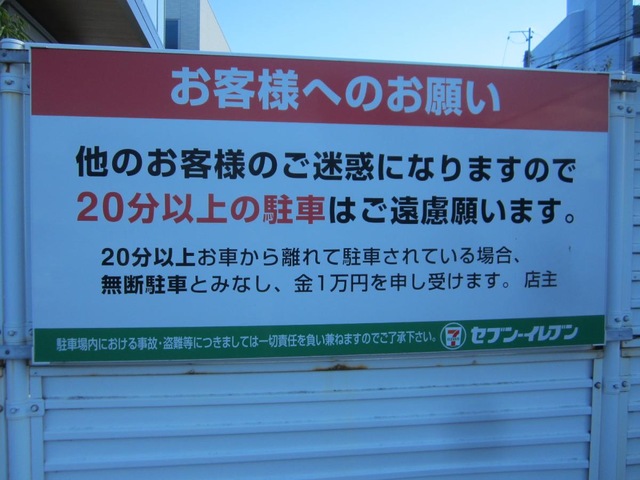 お客様へのお願い
他のお客様のご迷惑になりますので
20分以上の駐車はご遠慮願います。
20分以上お車から離れて駐車されている場合、
無断駐車とみなし、金1万円を申し受けます。 店主
駐車場内における事故・盗難等につきましては一切責任を負い兼ねますのでご了承下さい。 7 セブン-イレブン